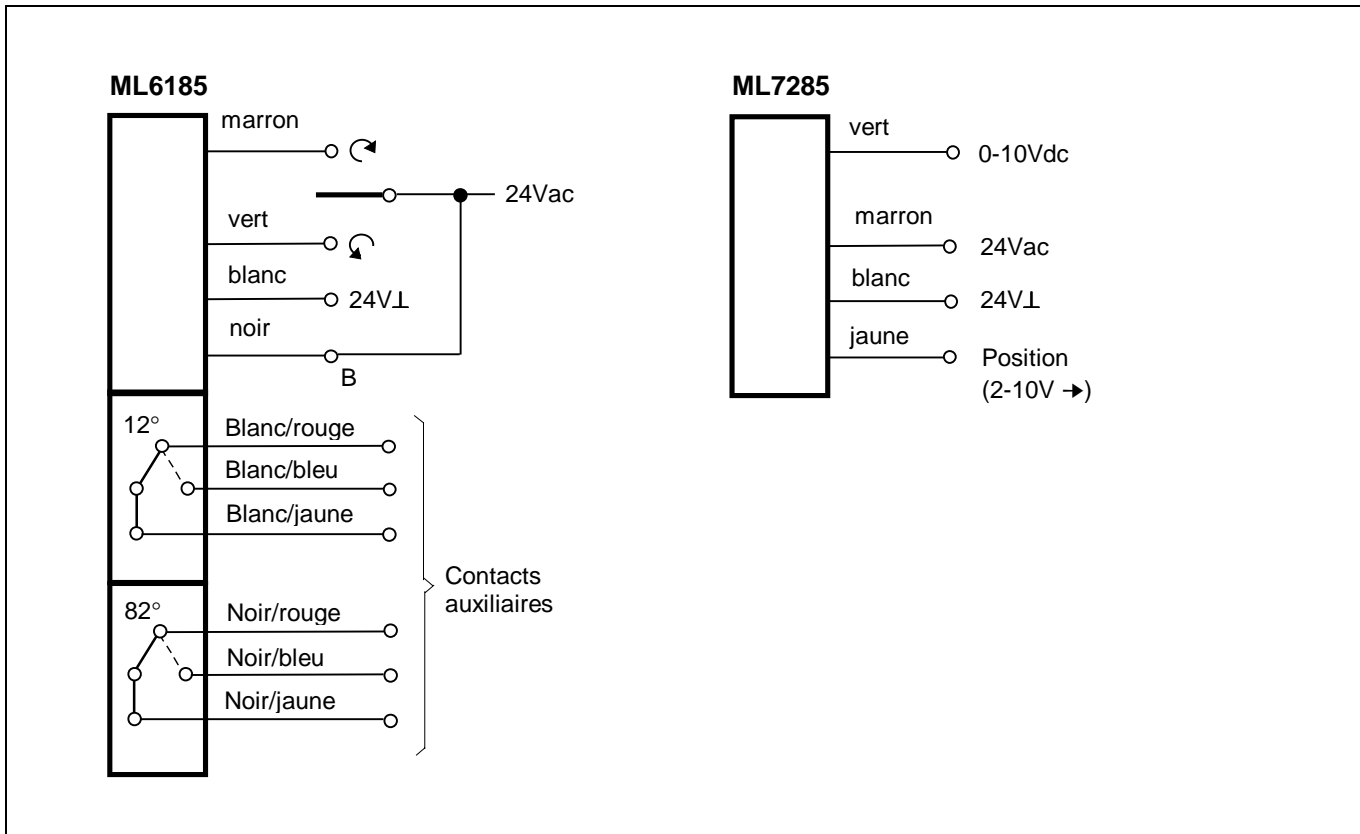 ML6185
marron
24Vac
vert
blanc
24V⊥
noir
B
12°
Blanc/rouge
Blanc/bleu
Blanc/jaune
82°
Noir/rouge
Noir/bleu
Noir/jaune
Contacts
auxiliaires
ML7285
vert
0-10Vdc
marron
24Vac
blanc
24V⊥
jaune
Position
(2-10V →)